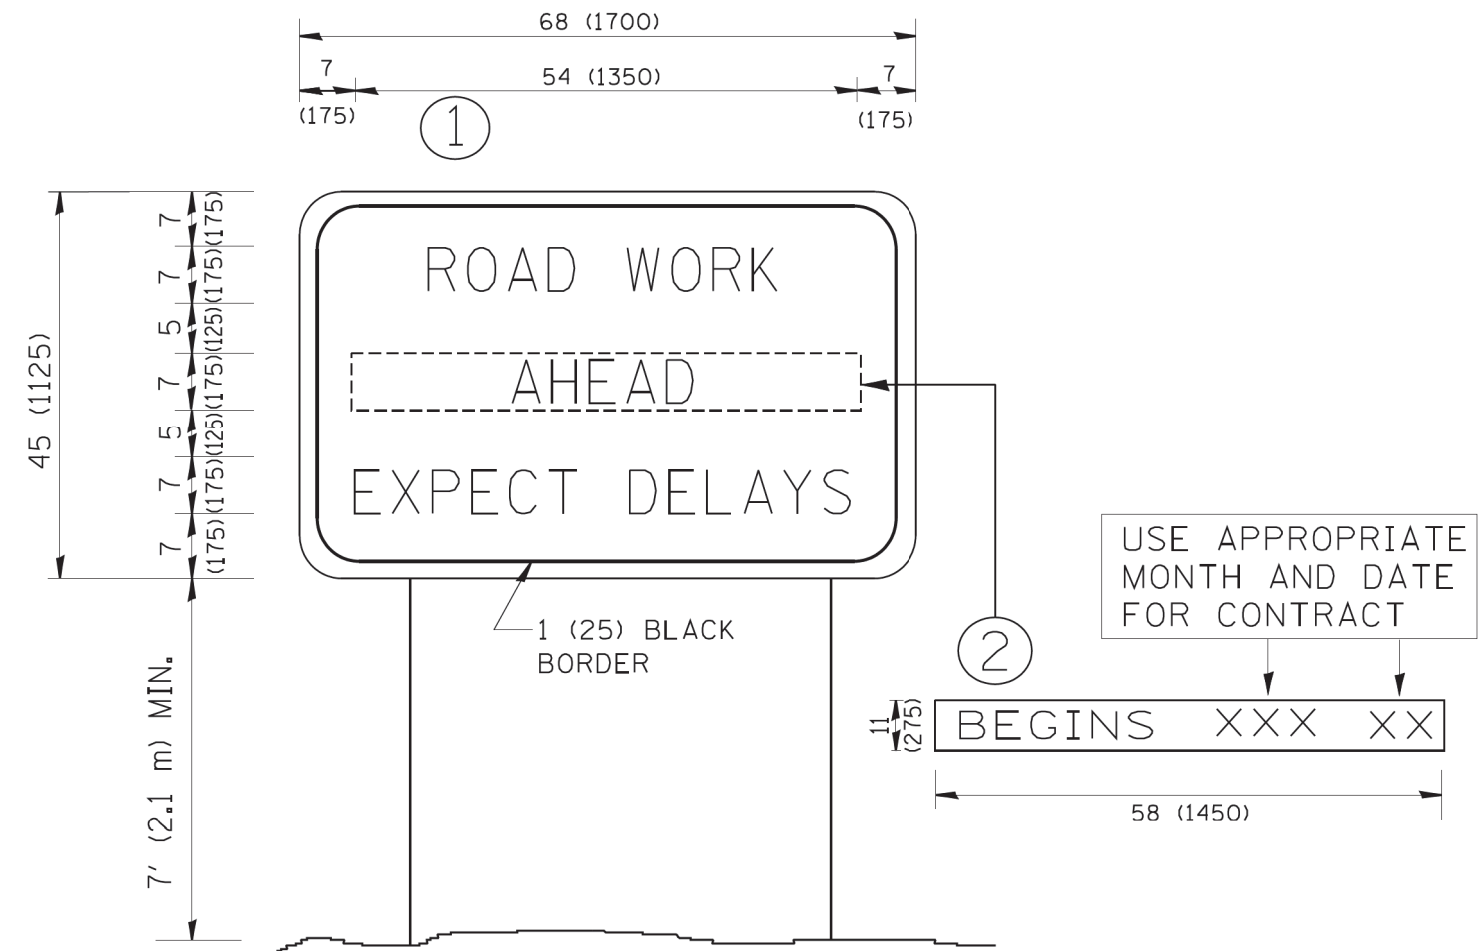 68 (1700)
7
54 (1350)
7
(175)
(175)
1
7
(175)
7
(175)
5
(125)
7
(175)
5
(125)
7
(175)
7
(175)
45 (1125)
ROAD WORK
AHEAD
EXPECT DELAYS
1 (25) BLACK
BORDER
7' (2.1 m) MIN.
2
USE APPROPRIATE
MONTH AND DATE
FOR CONTRACT
11
(275)
BEGINS XXX XX
58 (1450)